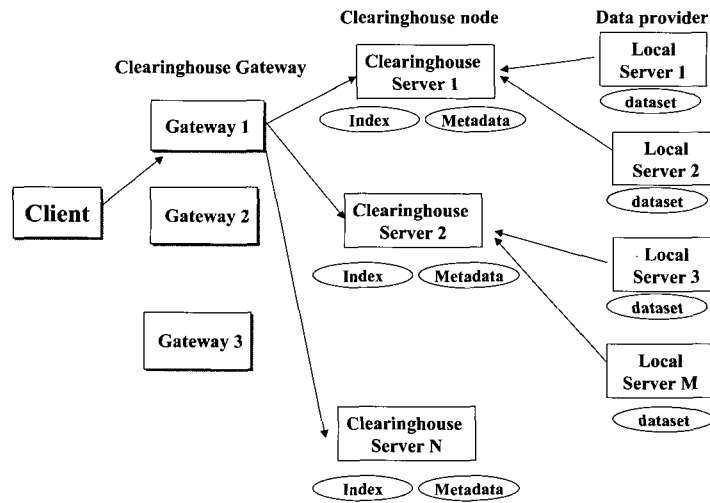 Clearinghouse node
Data provider
Clearinghouse Gateway
Clearinghouse
Server 1
Index
Metadata
Local
Server 1
dataset
Gateway 1
Local
Server 2
dataset
Client
Gateway 2
Clearinghouse
Server 2
Index
Metadata
Local
Server 3
dataset
Gateway 3
Local
Server M
dataset
Clearinghouse
Server N
Index
Metadata